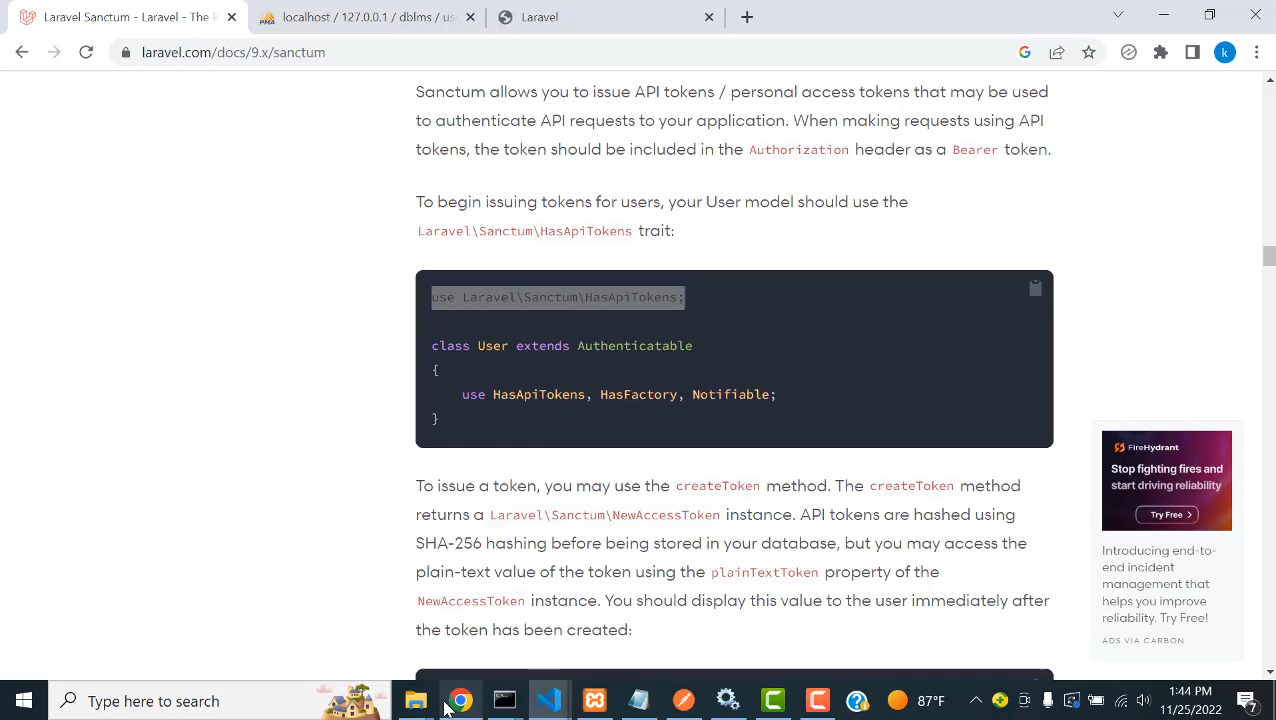 Laravel Sanctum - Laravel - The P
localhost / 127.0.0.1 / dblms / us
Laravel
laravel.com/docs/9.x/sanctum
k
Sanctum allows you to issue API tokens / personal access tokens that may be used
to authenticate API requests to your application. When making requests using API
tokens, the token should be included in the Authorization header as a Bearer token.
To begin issuing tokens for users, your User model should use the
Laravel\Sanctum\HasApiTokens trait:
use Laravel\Sanctum\HasApiTokens;
class User extends Authenticatable
{
use HasApiTokens, HasFactory, Notifiable;
}
To issue a token, you may use the createToken method. The createToken method
returns a Laravel\Sanctum\NewAccessToken instance. API tokens are hashed using
SHA-256 hashing before being stored in your database, but you may access the
plain-text value of the token using the plainTextToken property of the
NewAccessToken instance. You should display this value to the user immediately after
the token has been created:
FireHydrant
Stop fighting fires and
start driving reliability
Try Free >
Introducing end-to-
end incident
management that
helps you improve
reliability. Try Free!
ADS VIA CARBON
Type here to search
87°F
1:44 PM
11/25/2022
7